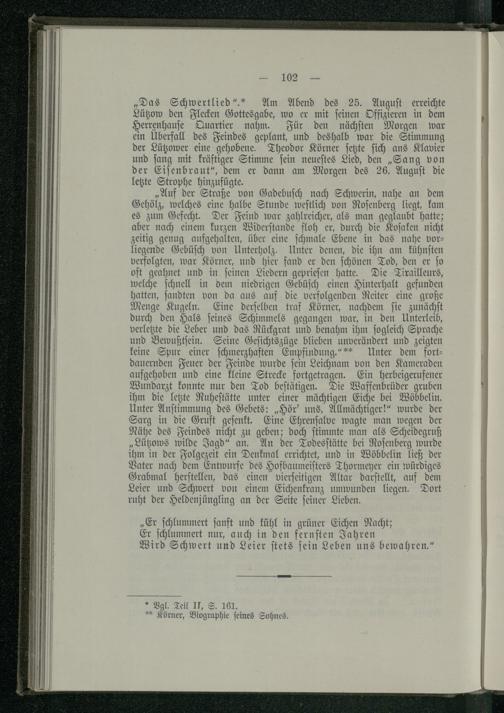 — 102 —
„Das Schwertlied“.* Am Abend des 25. August erreichte
Lützow den Flecken Gottesgabe, wo er mit seinen Offizieren in dem
Herrenhause Quartier nahm. Für den nächsten Morgen war
ein Überfall des Feindes geplant, und deshalb war die Stimmung
der Lützower eine gehobene. Theodor Körner setzte sich ans Klavier
und sang mit kräftiger Stimme sein neuestes Lied, den „Sang von
der Eisenbraut“, dem er dann am Morgen des 26. August die
letzte Strophe hinzufügte.
„Auf der Straße von Gadebusch nach Schwerin, nahe an dem
Gehölz, welches eine halbe Stunde westlich von Rosenberg liegt, kam
es zum Gefecht. Der Feind war zahlreicher, als man geglaubt hatte;
aber nach einem kurzen Widerstande floh er, durch die Kosaken nicht
zeitig genug aufgehalten, über eine schmale Ebene in das nahe vor-
liegende Gebüsch von Unterholz. Unter denen, die ihn am kühnsten
verfolgten, war Körner, und hier fand er den schönen Tod, den er so
oft geahnet und in seinen Liedern gepriesen hatte. Die Tirailleurs,
welche schnell in dem niedrigen Gebüsch einen Hinterhalt gefunden
hatten, sandten von da aus auf die verfolgenden Reiter eine große
Menge Kugeln. Eine derselben traf Körner, nachdem sie zunächst
durch den Hals seines Schimmels gegangen war, in den Unterleib,
verletzte die Leber und das Rückgrat und benahm ihm sogleich Sprache
und Bewußtsein. Seine Gesichtszüge blieben unverändert und zeigten
keine Spur einer schmerzhaften Empfindung.“** Unter dem fort-
dauernden Feuer der Feinde wurde sein Leichnam von den Kameraden
aufgehoben und eine kleine Strecke fortgetragen. Ein herbeigerufener
Wundarzt konnte nur den Tod bestätigen. Die Waffenbrüder gruben
ihm die letzte Ruhestätte unter einer mächtigen Eiche bei Wöbbelin.
Unter Anstimmung des Gebets: „Hör' uns, Allmächtiger!“ wurde der
Sarg in die Gruft gesenkt. Eine Ehrensalve wagte man wegen der
Nähe des Feindes nicht zu geben; doch stimmte man als Scheidegruß
„Lützows wilde Jagd“ an. An der Todesstätte bei Rosenberg wurde
ihm in der Folgezeit ein Denkmal errichtet, und in Wöbbelin ließ der
Vater nach dem Entwurfe des Hofbaumeisters Thormeyer ein würdiges
Grabmal herstellen, das einen vierseitigen Altar darstellt, auf dem
Leier und Schwert von einem Eichenkranz umwunden liegen. Dort
ruht der Heldenjüngling an der Seite seiner Lieben.
„Er schlummert sanft und kühl in grüner Eichen Nacht;
Er schlummert nur, auch in den fernsten Jahren
Wird Schwert und Leier stets sein Leben uns bewahren.“
* Vgl. Teil II, S. 161.
** Körner, Biographie seines Sohnes.